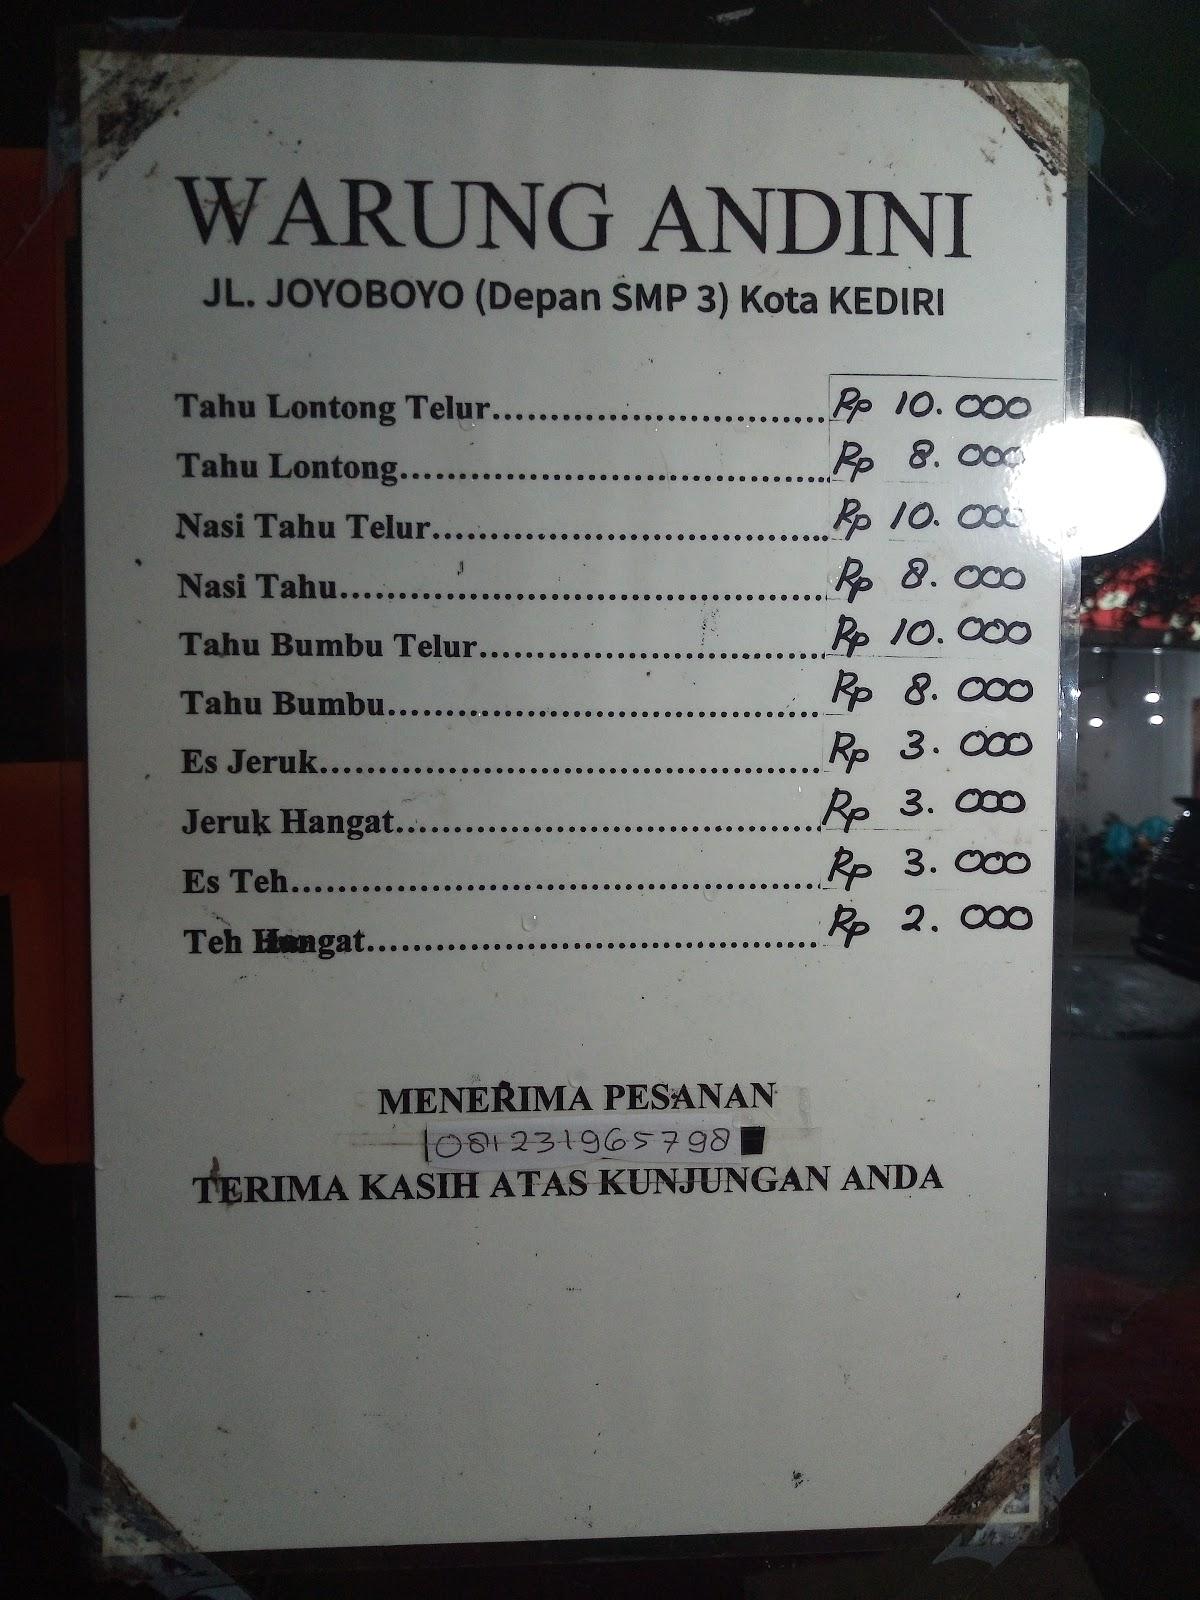 WARUNG ANDINI
JL. JOYOBOYO (Depan SMP 3) Kota KEDIRI
Tahu Lontong Telur............................Rp 10.000
Tahu Lontong.....................................Rp 8.000
Nasi Tahu Telur..................................Rp 10.000
Nasi Tahu.........................................Rp 8.000
Tahu Bumbu Telur..............................Rp 10.000
Tahu Bumbu.....................................Rp 8.000
Es Jeruk...........................................Rp 3.000
Jeruk Hangat....................................Rp 3.000
Es Teh.............................................Rp 3.000
Teh Hangat.......................................Rp 2.000
MENERIMA PESANAN
081231965798
TERIMA KASIH ATAS KUNJUNGAN ANDA